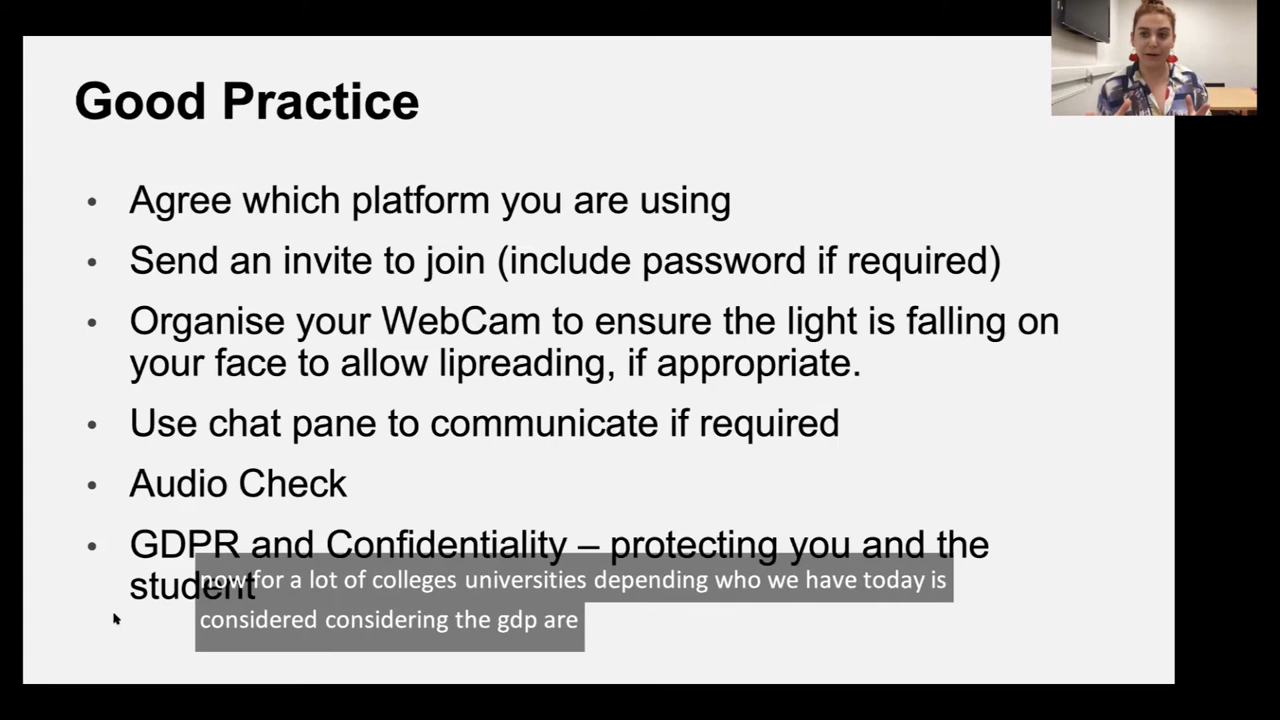 Good Practice
• Agree which platform you are using
• Send an invite to join (include password if required)
• Organise your WebCam to ensure the light is falling on
your face to allow lipreading, if appropriate.
• Use chat pane to communicate if required
• Audio Check
• GDPR and Confidentiality – protecting you and the
student
now for a lot of colleges universities depending who we have today is
considered considering the gdp are